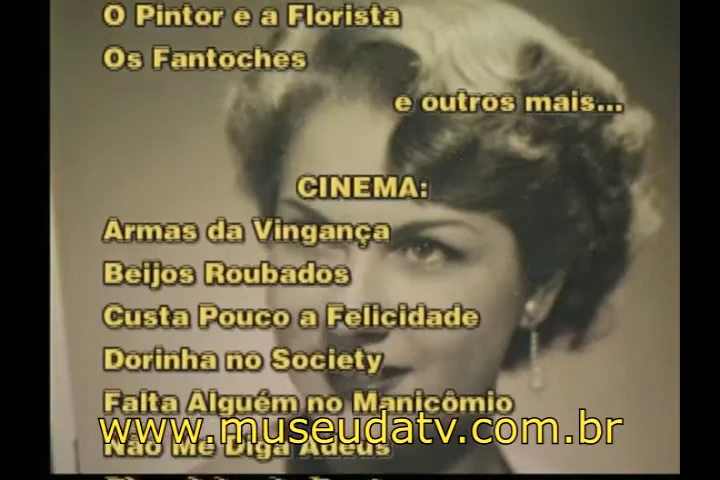 O Pintor e a Florista
Os Fantoches
e outros mais...
CINEMA:
Armas da Vingança
Beijos Roubados
Custa Pouco a Felicidade
Dorinha no Society
Falta Alguém no Manicômio
www.museudatv.com.br
Não Me Diga Adeus